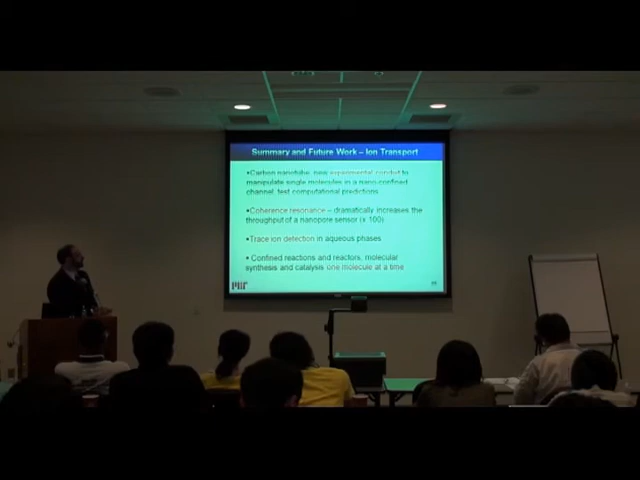 Summary and Future Work – Ion Transport
•Carbon nanotube, new experimental conduit to
manipulate single molecules in a nano-confined
channel, test computational predictions
•Coherence resonance – dramatically increases the
throughput of a nanopore sensor (x 100)
•Trace ion detection in aqueous phases
• Confined reactions and reactors, molecular
synthesis and catalysis one molecule at a time
MIT